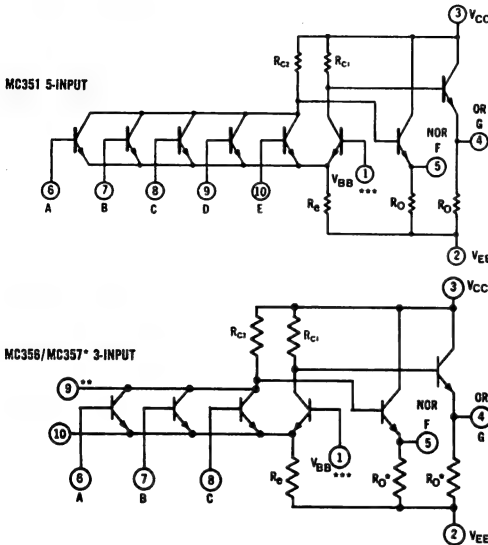 3 VCC
RC2 RC1
MC351 5-INPUT
OR
G
NOR
F
4
5
6 7 8 9 10 VBB 1
***
A B C D E Re RO RO
2 VEE
3 VCC
RC2 RC1
MC356/MC357* 3-INPUT
9 **
OR
NOR
F
4
G
10
5
6 7 8 VBB 1
***
A B C Re RO* RO*
2 VEE